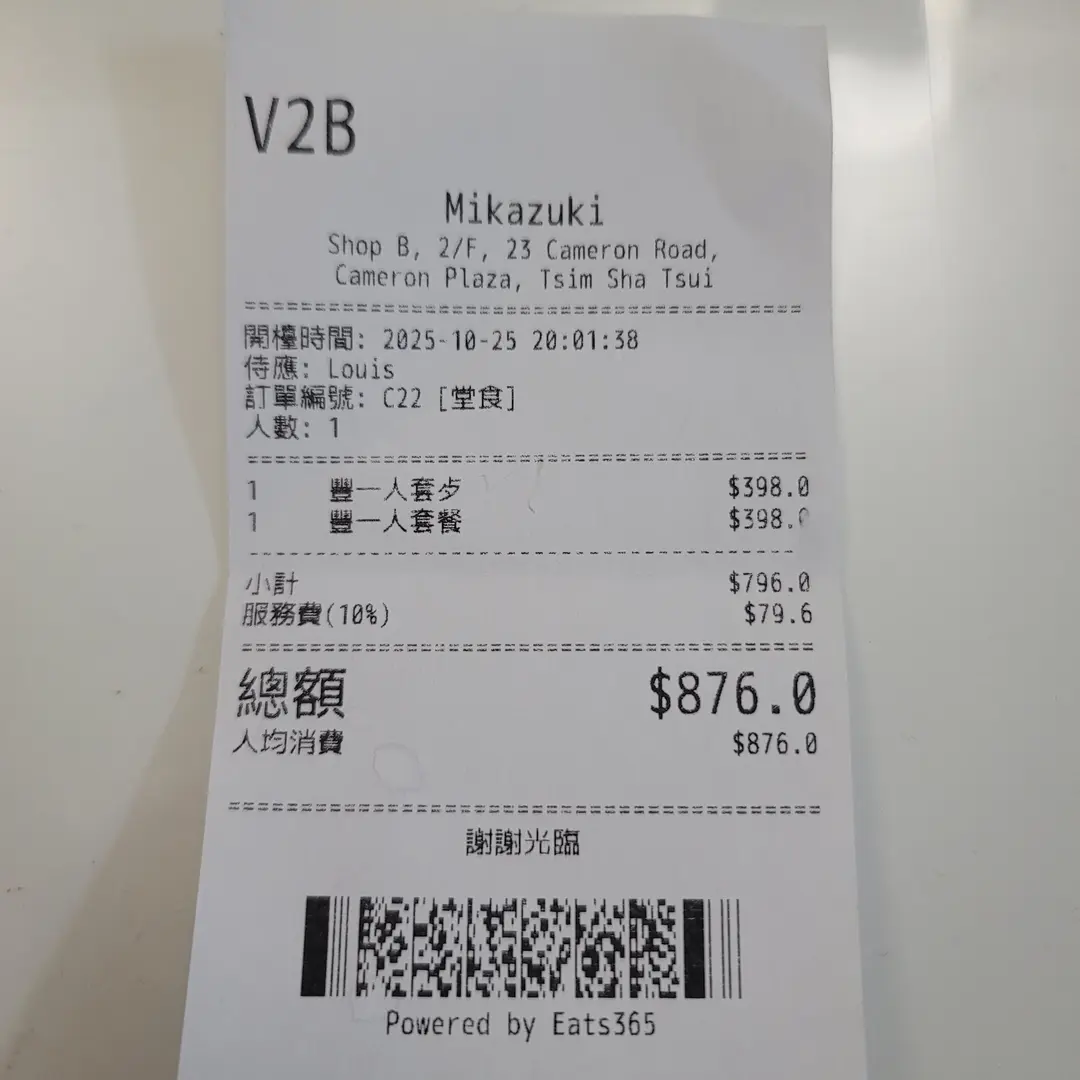 V2B
Mikazuki
Shop B, 2/F, 23 Cameron Road,
Cameron Plaza, Tsim Sha Tsui
開檯時間: 2025-10-25 20:01:38
侍應: Louis
訂單編號: C22 [堂食]
人數: 1
1 豐一人套歺 $398.0
1 豐一人套餐 $398.0
小計 $796.0
服務費(10%) $79.6
總額 $876.0
人均消費 $876.0
謝謝光臨
Powered by Eats365